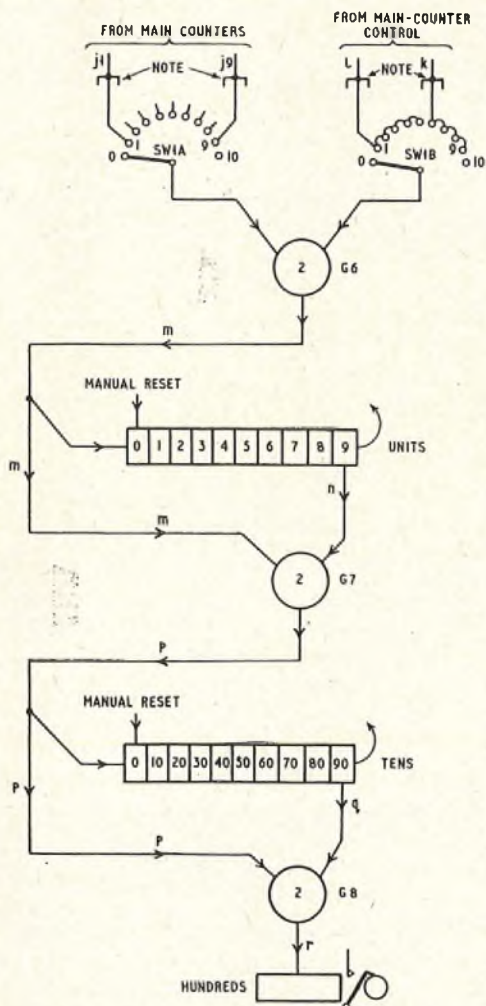 FROM MAIN COUNTERS
FROM MAIN-COUNTER
CONTROL
j1 NOTE j9
l NOTE k
0 1 SW1A 9 10
0 1 SW1B 9 10
2 G6
m
MANUAL RESET
0 1 2 3 4 5 6 7 8 9 UNITS
m n
m
2 G7
p
MANUAL RESET
0 10 20 30 40 50 60 70 80 90 TENS
p q
p
2 G8
r
HUNDREDS